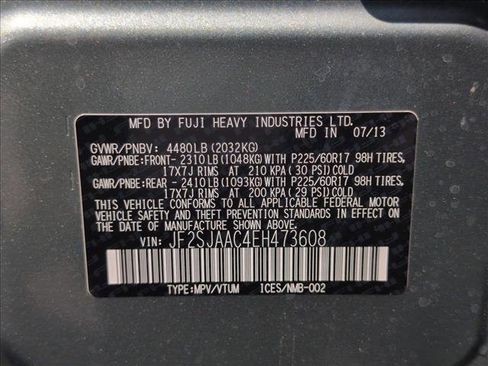 MFD BY FUJI HEAVY INDUSTRIES LTD.
MFD IN 07/13
GVWR/PNBV: 4480LB(2032KG)
GAWR/PNBE:FRONT- 2310LB(1048KG)WITH P225/60R17 98H TIRES,
17X7J RIMS AT 210 KPA(30 PSI)COLD
GAWR/PNBE:REAR - 2410LB(1093KG)WITH P225/60R17 98H TIRES,
17X7J RIMS AT 200 KPA(29 PSI)COLD
THIS VEHICLE CONFORMS TO ALL APPLICABLE FEDERAL MOTOR
VEHICLE SAFETY AND THEFT PREVENTION STANDARDS IN EFFECT
ON THE DATE OF MANUFACTURE SHOWN ABOVE.
VIN: JF2SJAAC4EH473608
TYPE:MPV/VTUM ICES/NMB-002